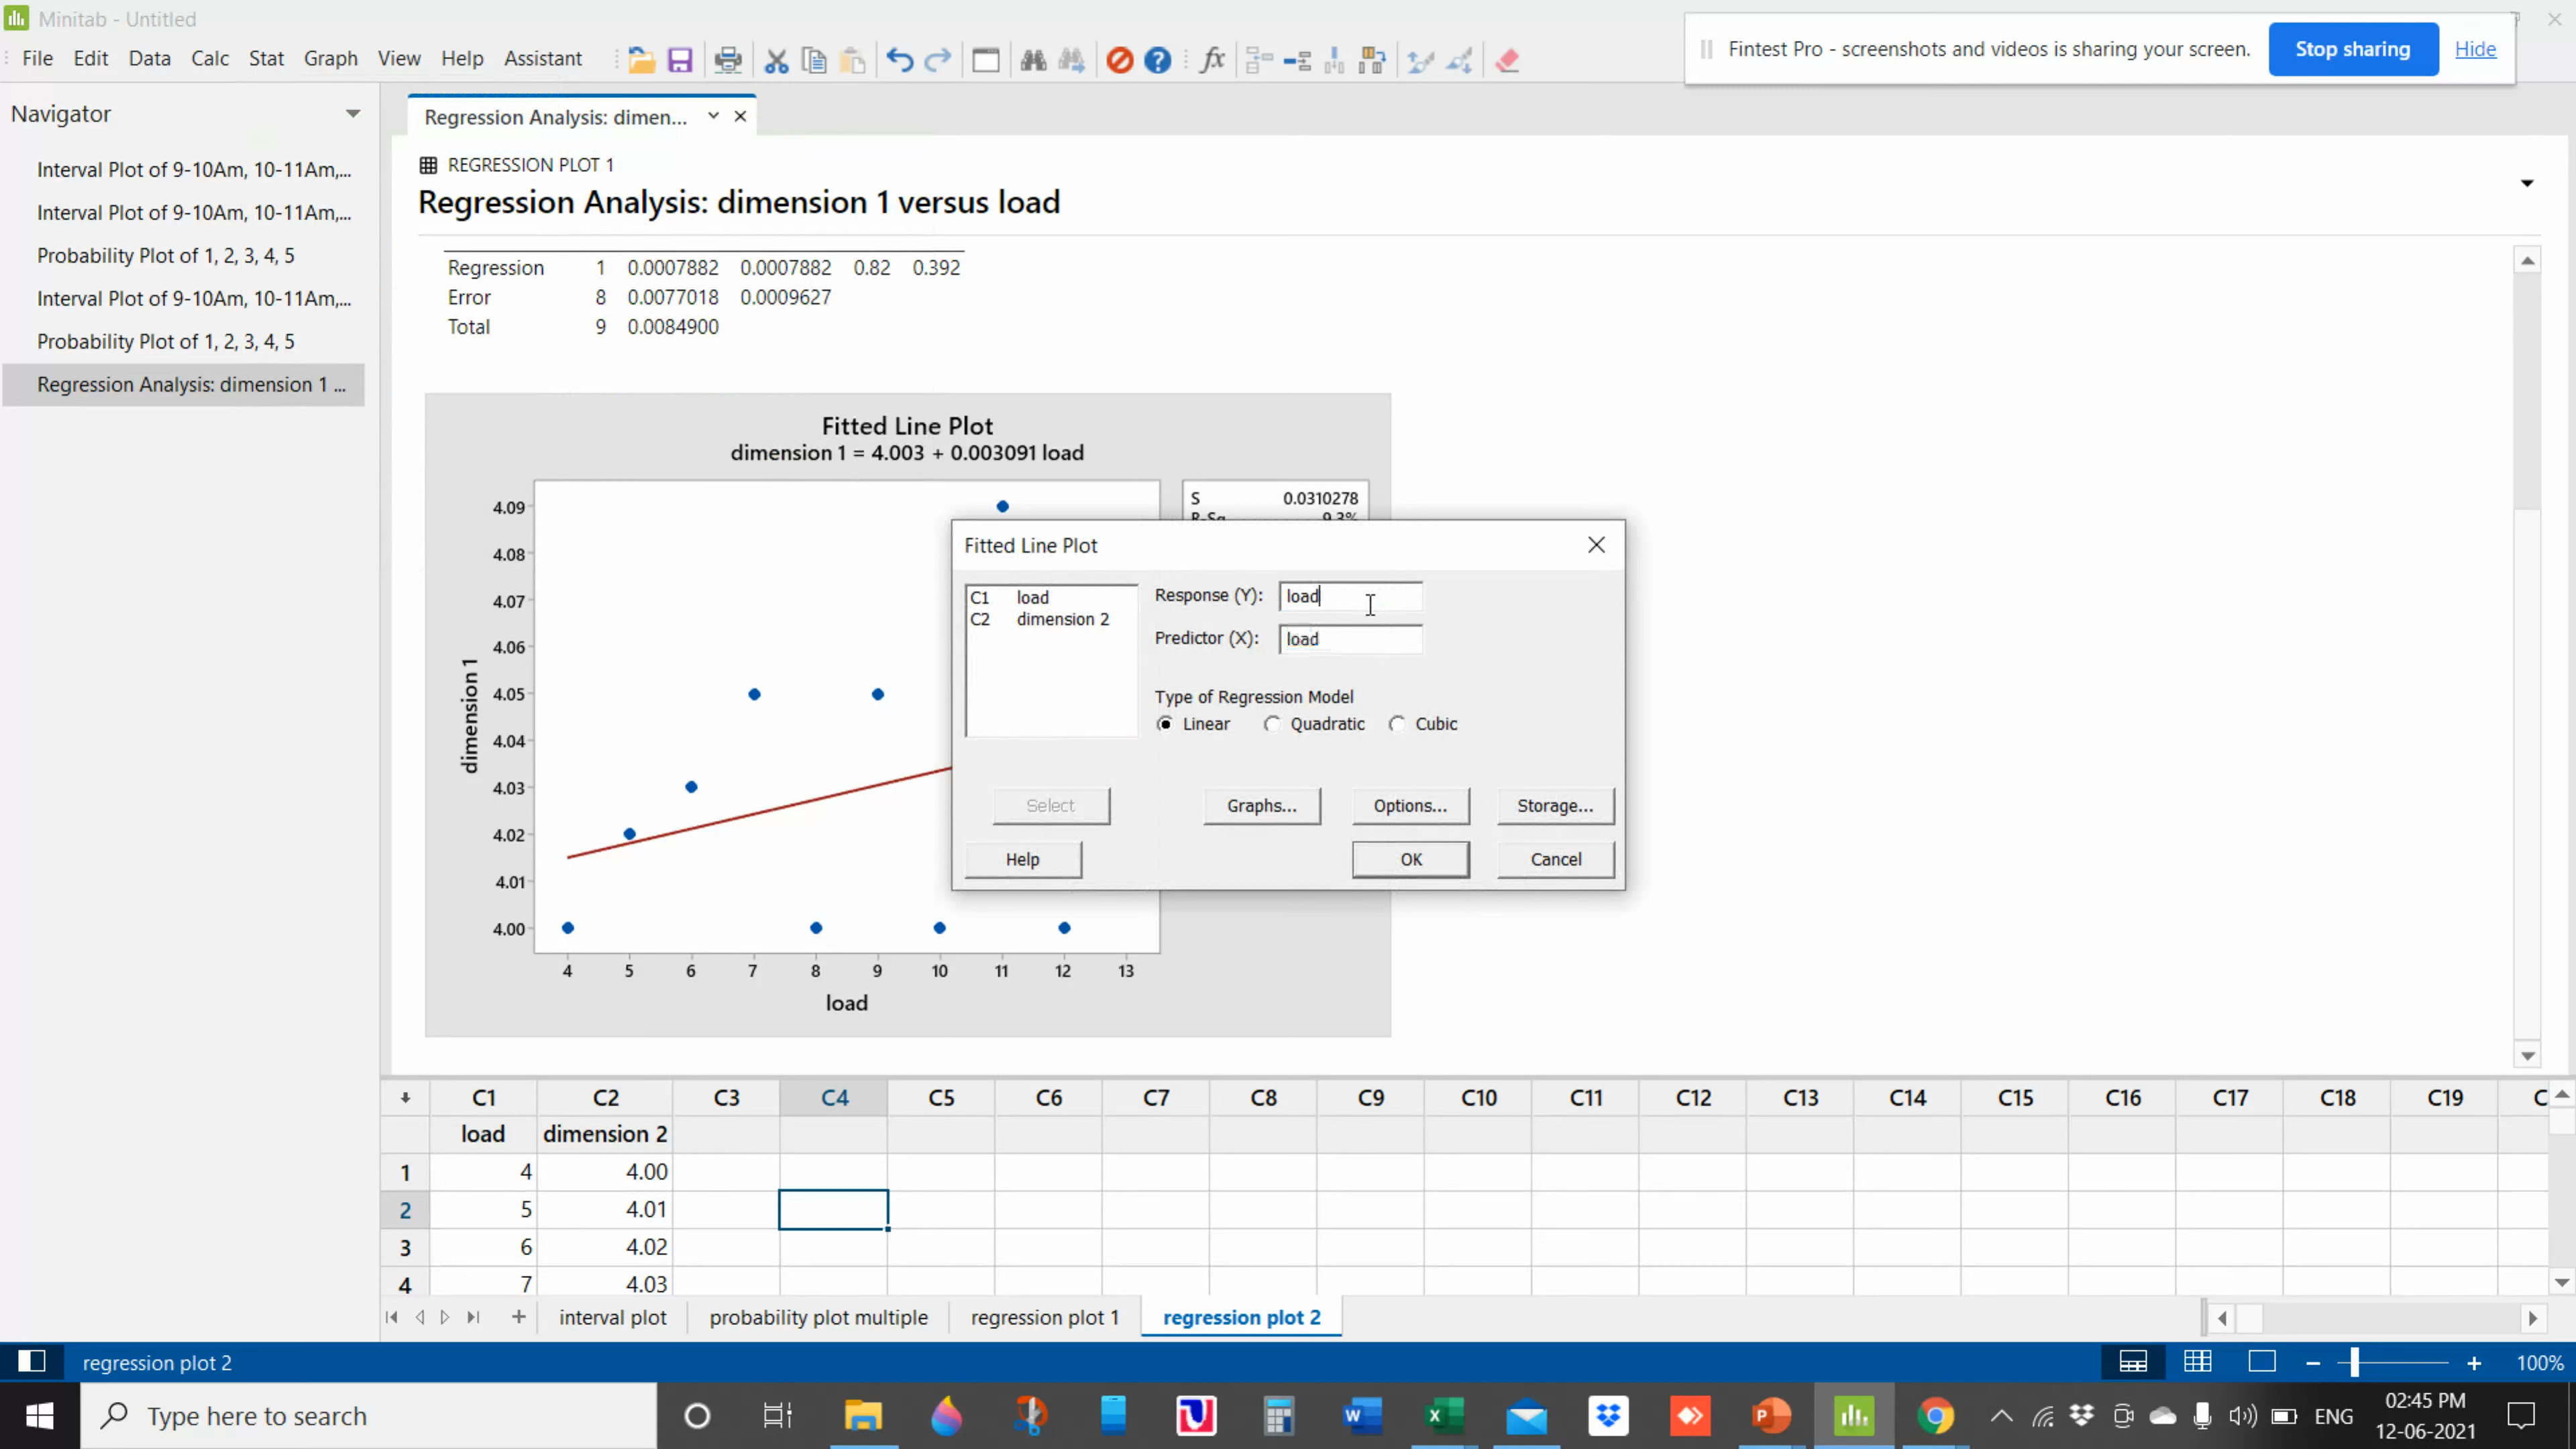 Minitab - Untitled
Fintest Pro - screenshots and videos is sharing your screen. Stop sharing Hide
File Edit Data Calc Stat Graph View Help Assistant
Navigator
Interval Plot of 9-10Am, 10-11Am,...
Interval Plot of 9-10Am, 10-11Am,...
Probability Plot of 1, 2, 3, 4, 5
Interval Plot of 9-10Am, 10-11Am,...
Probability Plot of 1, 2, 3, 4, 5
Regression Analysis: dimension 1 ...
Regression Analysis: dimen...
REGRESSION PLOT 1
Regression Analysis: dimension 1 versus load
Regression 1 0.0007882 0.0007882 0.82 0.392
Error 8 0.0077018 0.0009627
Total 9 0.0084900
Fitted Line Plot
dimension 1 = 4.003 + 0.003091 load
S 0.0310278
R-Sq 9.3%
4.09
4.08
4.07
4.06
4.05
4.04
4.03
4.02
4.01
4.00
dimension 1
4 5 6 7 8 9 10 11 12 13
load
Fitted Line Plot
C1 load
C2 dimension 2
Response (Y): load
Predictor (X): load
Type of Regression Model
Linear Quadratic Cubic
Select Graphs... Options... Storage...
Help OK Cancel
C1 C2 C3 C4 C5 C6 C7 C8 C9 C10 C11 C12 C13 C14 C15 C16 C17 C18 C19 C
load dimension 2
1 4 4.00
2 5 4.01
3 6 4.02
4 7 4.03
interval plot probability plot multiple regression plot 1 regression plot 2
regression plot 2 100%
Type here to search
ENG
02:45 PM
12-06-2021